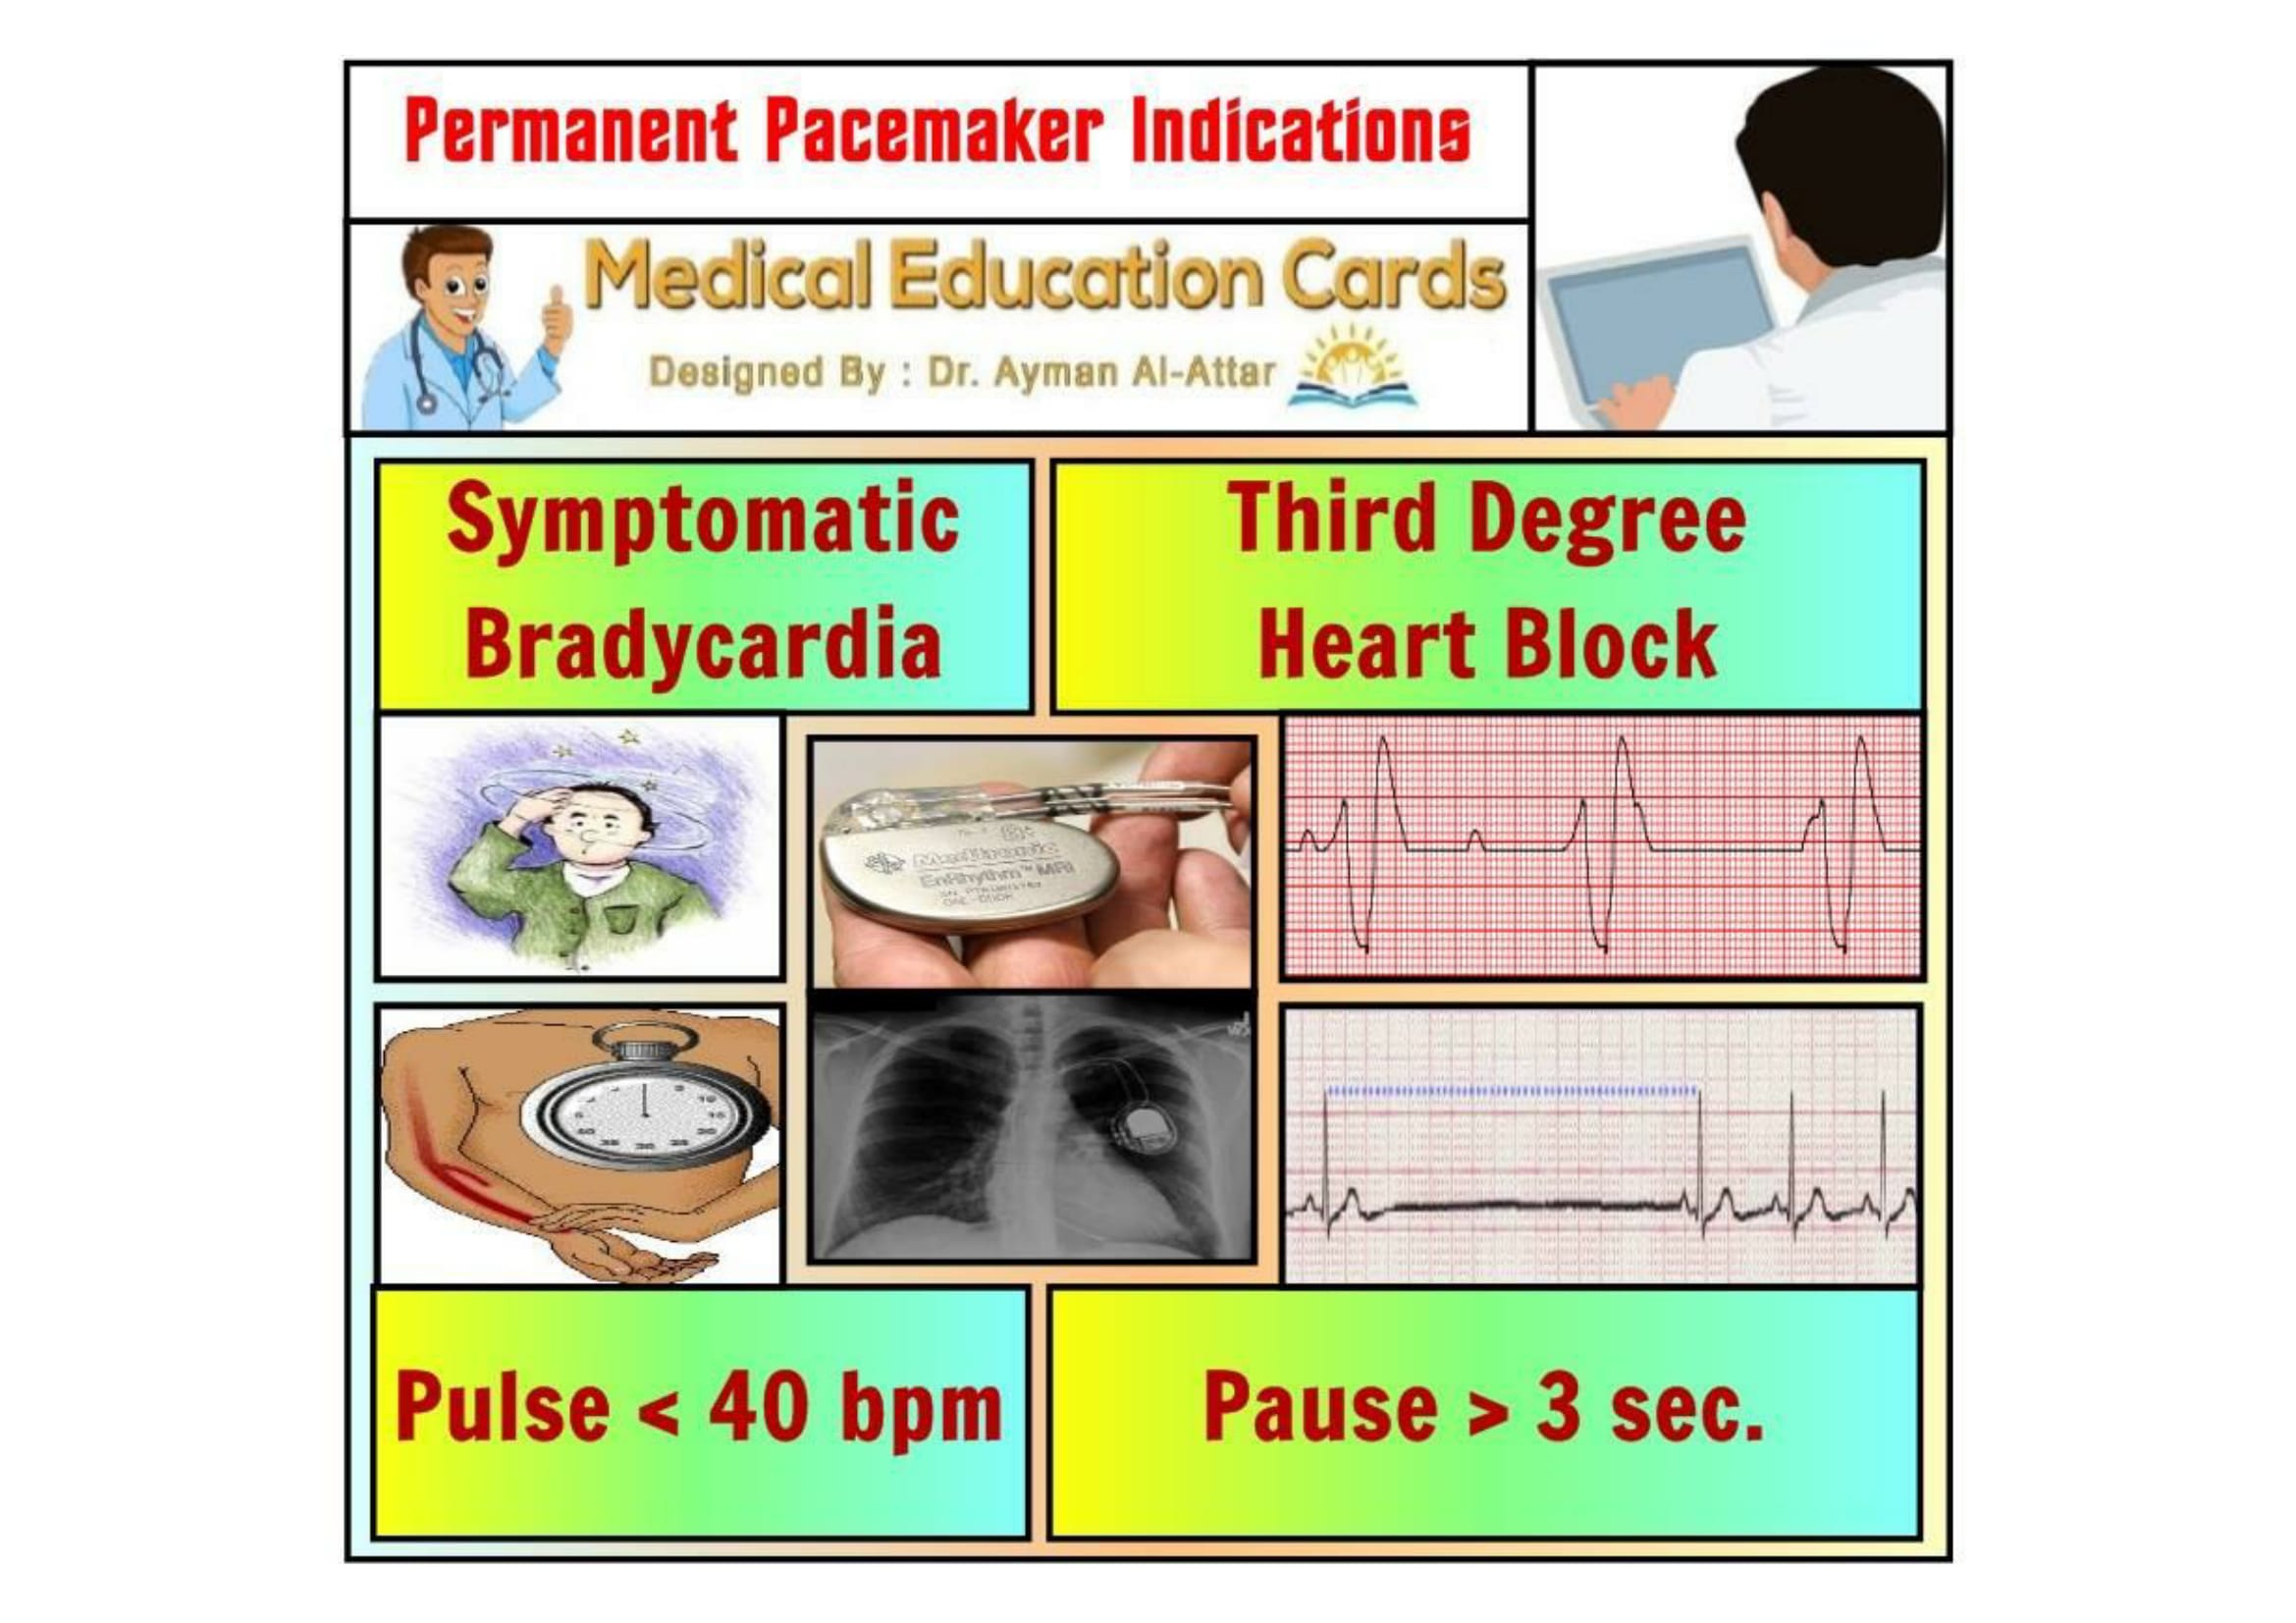 Permanent Pacemaker Indications
Medical Education Cards
Designed By : Dr. Ayman Al-Attar
Symptomatic
Bradycardia
Third Degree
Heart Block
Medtronic
EnRhythm™ MRI
Pulse < 40 bpm
Pause > 3 sec.